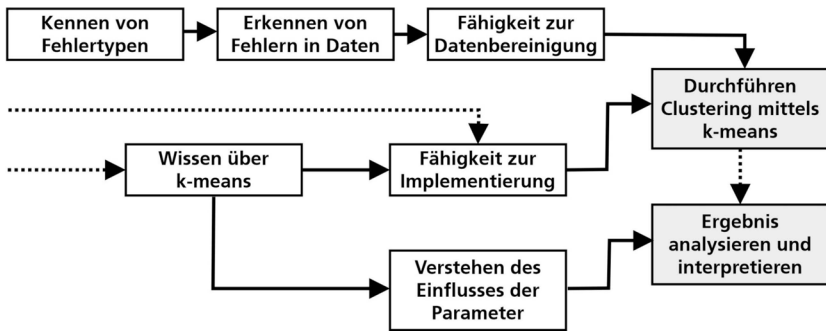 Kennen von
Fehlertypen
Erkennen von
Fehlern in Daten
Fähigkeit zur
Datenbereinigung
Durchführen
Clustering mittels
k-means
Wissen über
k-means
Fähigkeit zur
Implementierung
Ergebnis
analysieren und
interpretieren
Verstehen des
Einflusses der
Parameter